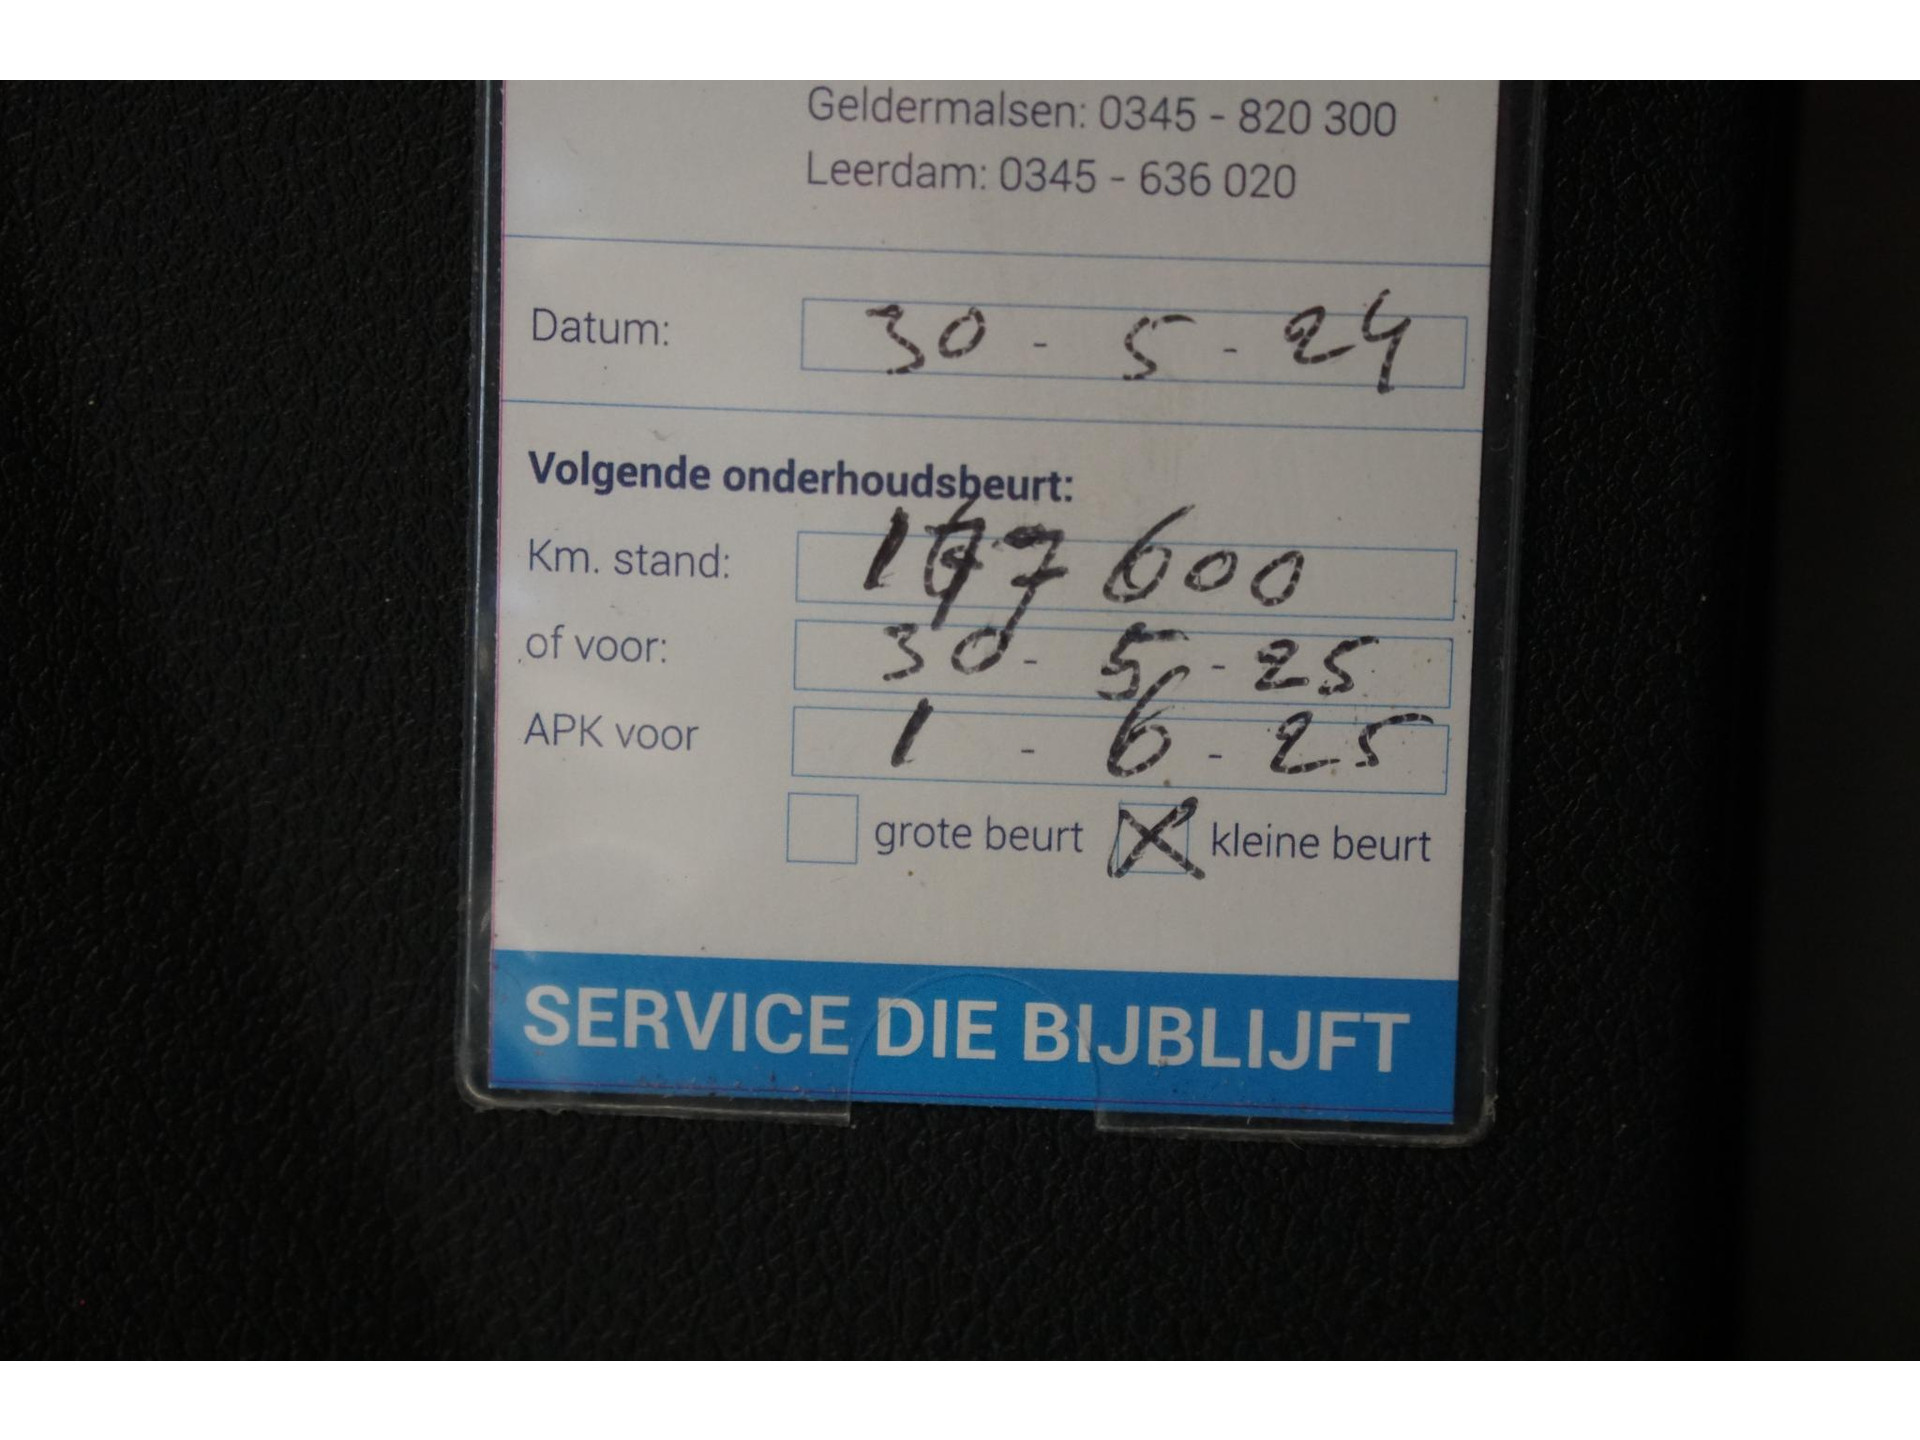 Geldermalsen: 0345 - 820 300
Leerdam: 0345 - 636 020
Datum: 30 - 5 - 24
Volgende onderhoudsbeurt:
Km. stand:
of voor: 30 - 5 - 25
APK voor 1 - 6 - 25
grote beurt kleine beurt
SERVICE DIE BIJBLIJFT